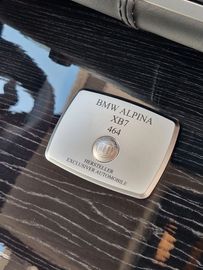 BMW ALPINA
XB7
464
HERSTELLER
EXCLUSIVER AUTOMOBILE